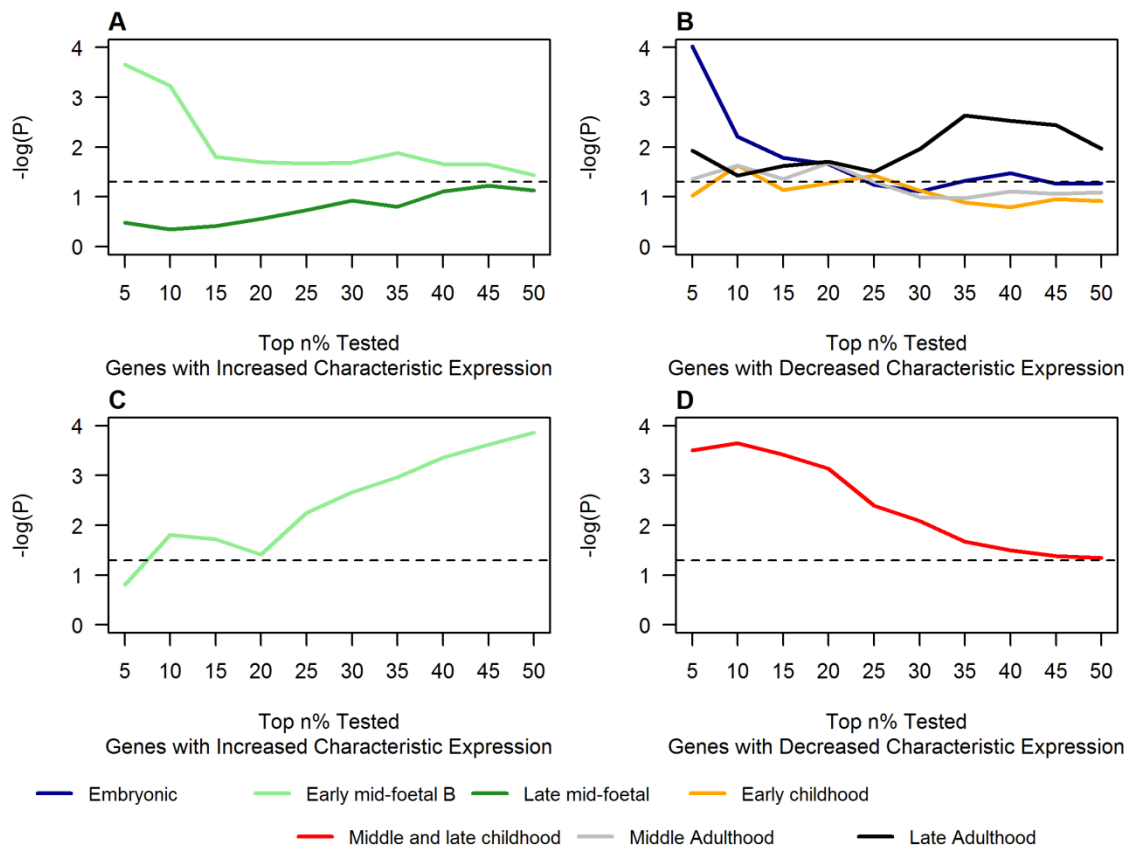 A
4
3
2
1
0
-log(P)
5 10 15 20 25 30 35 40 45 50
Top n% Tested
Genes with Increased Characteristic Expression
B
4
3
2
1
0
-log(P)
5 10 15 20 25 30 35 40 45 50
Top n% Tested
Genes with Decreased Characteristic Expression
C
4
3
2
1
0
-log(P)
5 10 15 20 25 30 35 40 45 50
Top n% Tested
Genes with Increased Characteristic Expression
D
4
3
2
1
0
-log(P)
5 10 15 20 25 30 35 40 45 50
Top n% Tested
Genes with Decreased Characteristic Expression
Embryonic Early mid-foetal B Late mid-foetal Early childhood
Middle and late childhood Middle Adulthood Late Adulthood